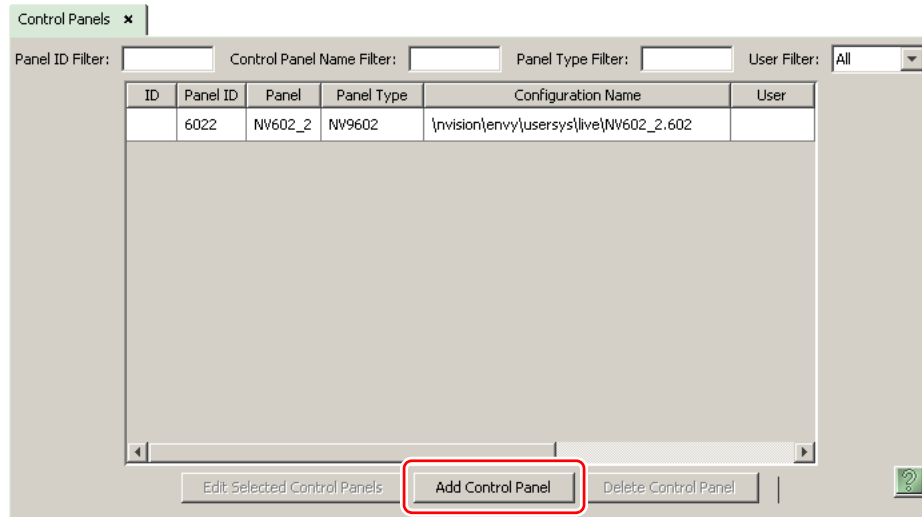 Control Panels ×
Panel ID Filter: Control Panel Name Filter: Panel Type Filter: User Filter: All
ID Panel ID Panel Panel Type Configuration Name User
6022 NV602_2 NV9602 \nvision\envy\usersys\live\NV602_2.602
Edit Selected Control Panels Add Control Panel Delete Control Panel ?